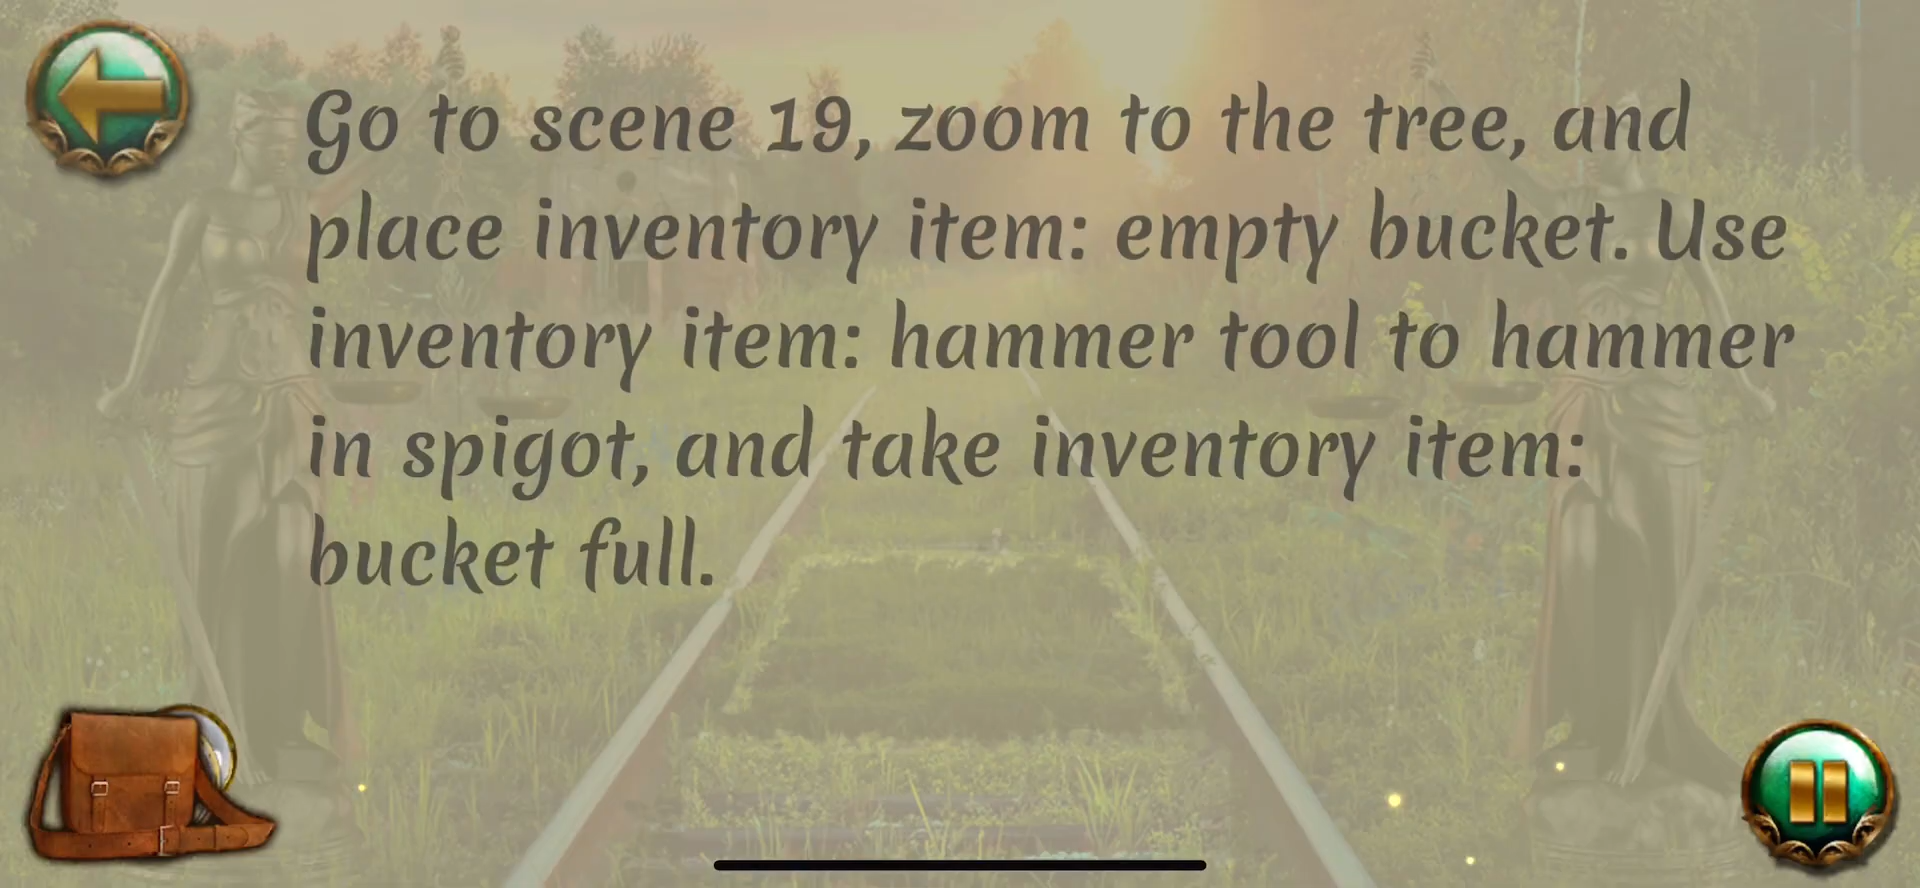 Go to scene 19, zoom to the tree, and
place inventory item: empty bucket. Use
inventory item: hammer tool to hammer
in spigot, and take inventory item:
bucket full.